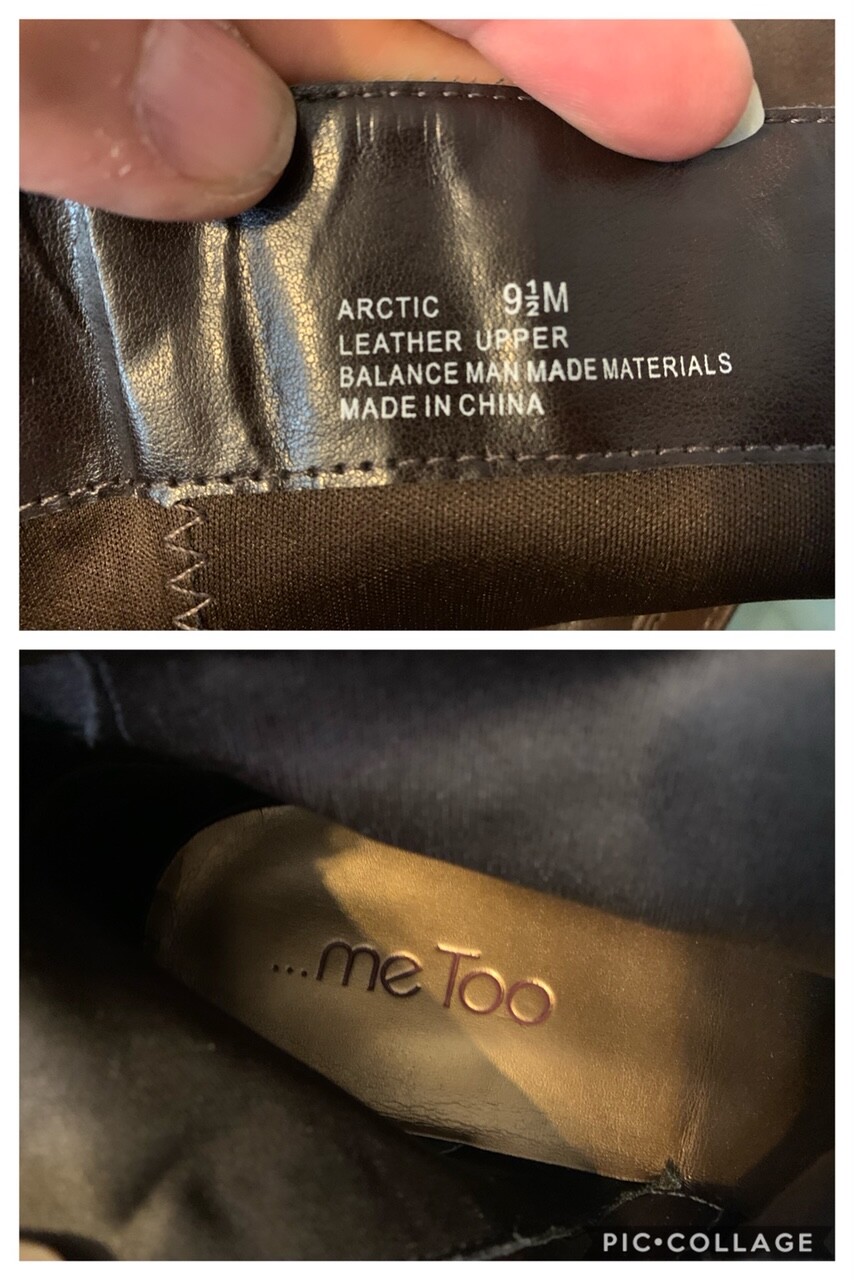 ARCTIC 9½M
LEATHER UPPER
BALANCE MAN MADE MATERIALS
MADE IN CHINA
...me Too
PIC•COLLAGE